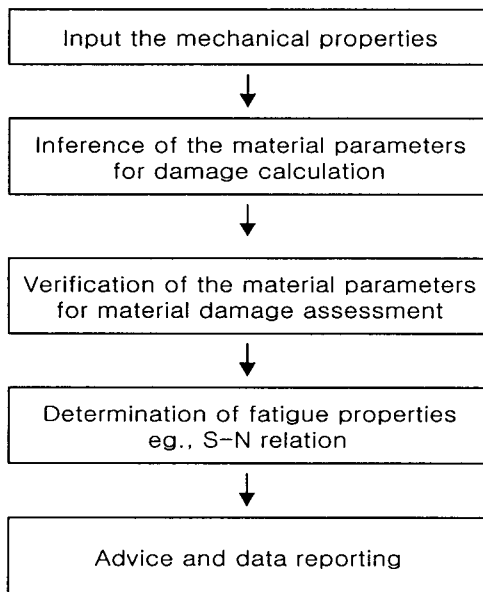 Input the mechanical properties
Inference of the material parameters
for damage calculation
Verification of the material parameters
for material damage assessment
Determination of fatigue properties
eg., S-N relation
Advice and data reporting